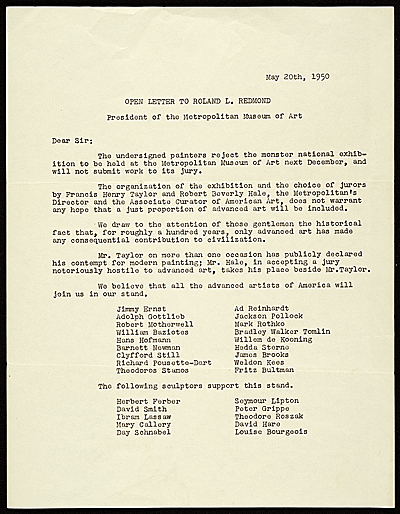 May 20th, 1950
OPEN LETTER TO ROLAND L. REDMOND
President of the Metropolitan Museum of Art
Dear Sir:
The undersigned painters reject the monster national exhib-
ition to be held at the Metropolitan Museum of Art next December, and
will not submit work to its jury.
The organization of the exhibition and the choice of jurors
by Francis Henry Taylor and Robert Beverly Hale, the Metropolitan's
Director and the Associate Curator of American Art, does not warrant
any hope that a just proportion of advanced art will be included.
We draw to the attention of those gentlemen the historical
fact that, for roughly a hundred years, only advanced art has made
any consequential contribution to civilization.
Mr. Taylor on more than one occasion has publicly declared
his contempt for modern painting; Mr. Hale, in accepting a jury
notoriously hostile to advanced art, takes his place beside Mr.Taylor.
We believe that all the advanced artists of America will
join us in our stand.
Jimmy Ernst Ad Reinhardt
Adolph Gottlieb Jackson Pollock
Robert Motherwell Mark Rothko
William Baziotes Bradley Walker Tomlin
Hans Hofmann Willem de Kooning
Barnett Newman Hedda Sterne
Clyfford Still James Brooks
Richard Pousette-Dart Weldon Kees
Theodoros Stamos Fritz Bultman
The following sculptors support this stand.
Herbert Ferber Seymour Lipton
David Smith Peter Grippe
Ibram Lassaw Theodore Roszak
Mary Callery David Hare
Day Schnabel Louise Bourgeois